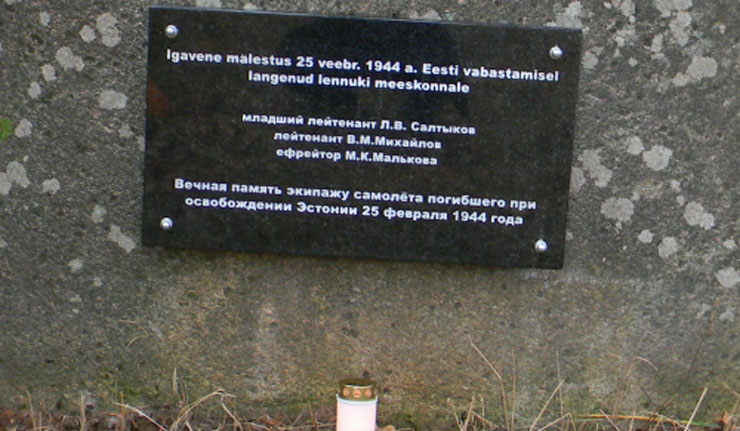 Igavene mälestus 25 veebr. 1944 a. Eesti vabastamisel
langenud lennuki meeskonnale
младший лейтенант Л.В. Салтыков
лейтенант В.М.Михайлов
ефрейтор М.К.Малькова
Вечная память экипажу самолёта погибшего при
освобождении Эстонии 25 февраля 1944 года